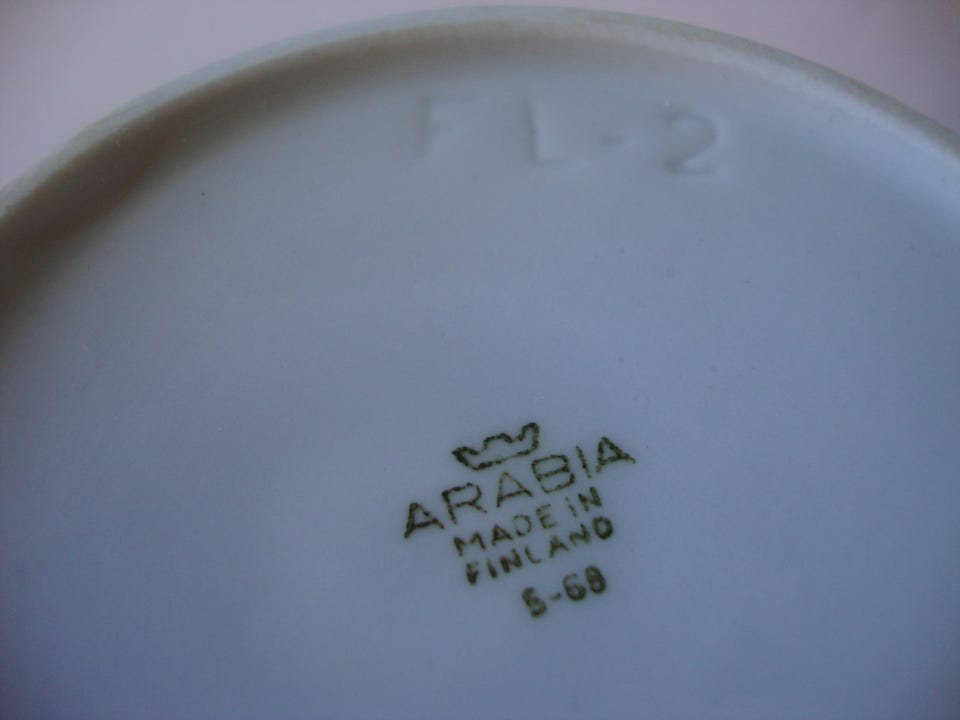 FL-2
ARABIA
MADE IN
FINLAND
5-68